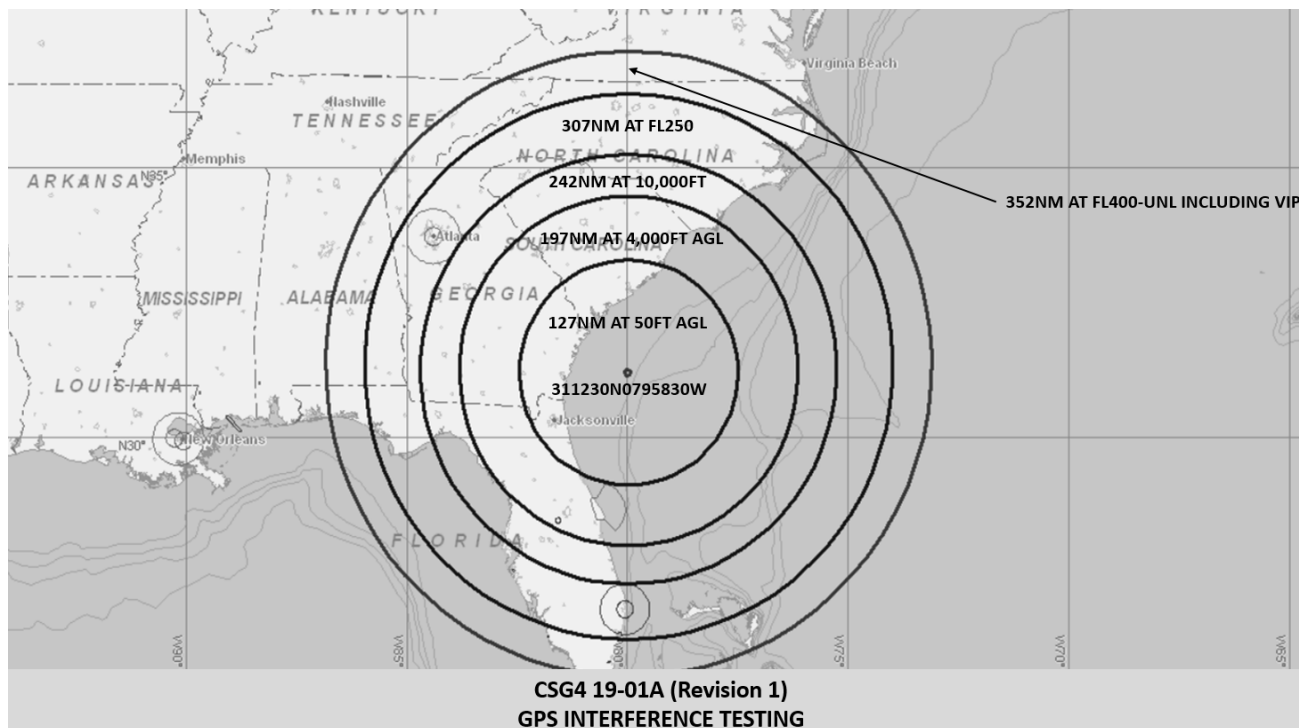 KENTUCKY
VIRGINIA
Virginia Beach
Nashville
TENNESSEE
307NM AT FL250
NORTH CAROLINA
Memphis
ARKANSAS
N35°
242NM AT 10,000FT
352NM AT FL400-UNL INCLUDING VIP
Atlanta
197NM AT 4,000FT AGL
SOUTH CAROLINA
MISSISSIPPI
ALABAMA
GEORGIA
127NM AT 50FT AGL
LOUISIANA
311230N0795830W
Jacksonville
N30°
New Orleans
FLORIDA
W90°
W85°
W80°
W75°
W70°
W65°
CSG4 19-01A (Revision 1)
GPS INTERFERENCE TESTING